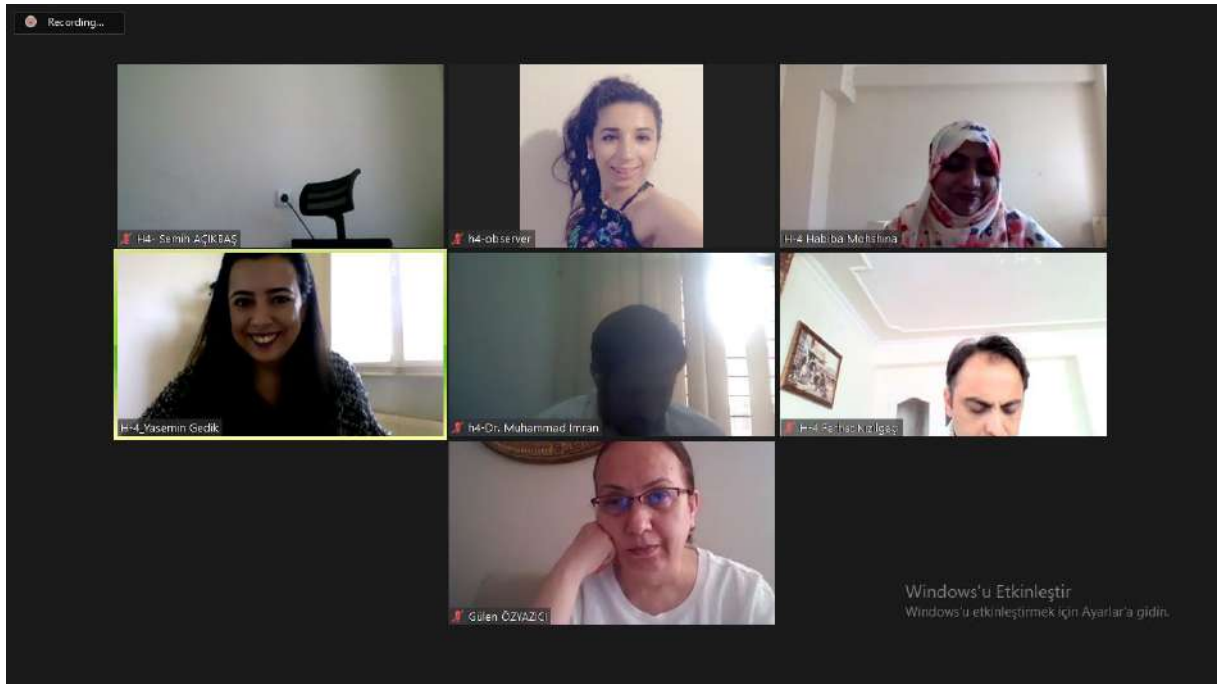 Recording...
H4- Semih AÇIKBAŞ
h4-observer
H-4 Habiba Mohshina
H-4_Yasemin Gedik
h4-Dr. Muhammad Imran
H-4 Ferhat Kızılgeçi
Gülen ÖZYAZICI
Windows'u Etkinleştir
Windows'u etkinleştirmek için Ayarlar'a gidin.